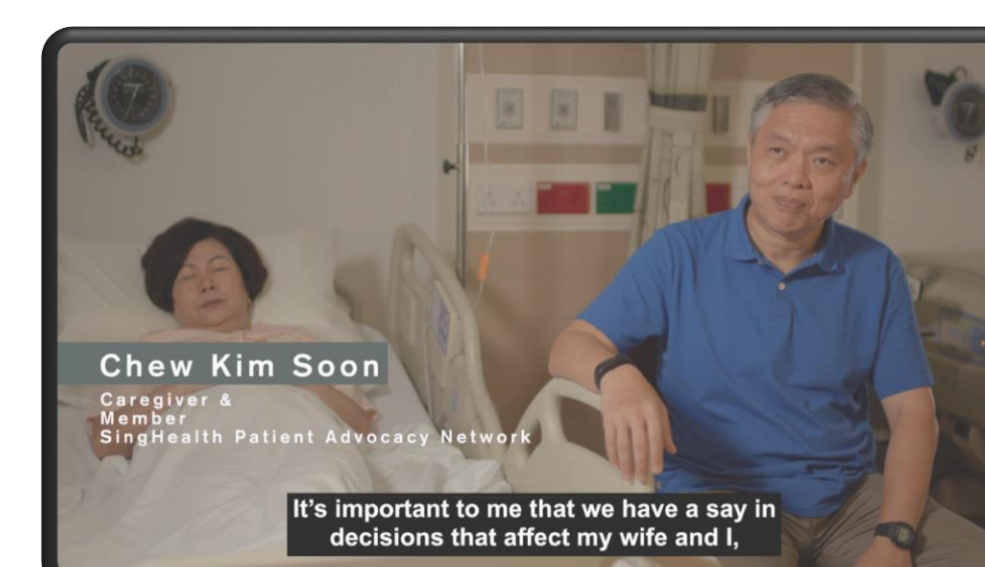 Chew Kim Soon
Caregiver &
Member
SingHealth Patient Advocacy Network
It's important to me that we have a say in
decisions that affect my wife and I,